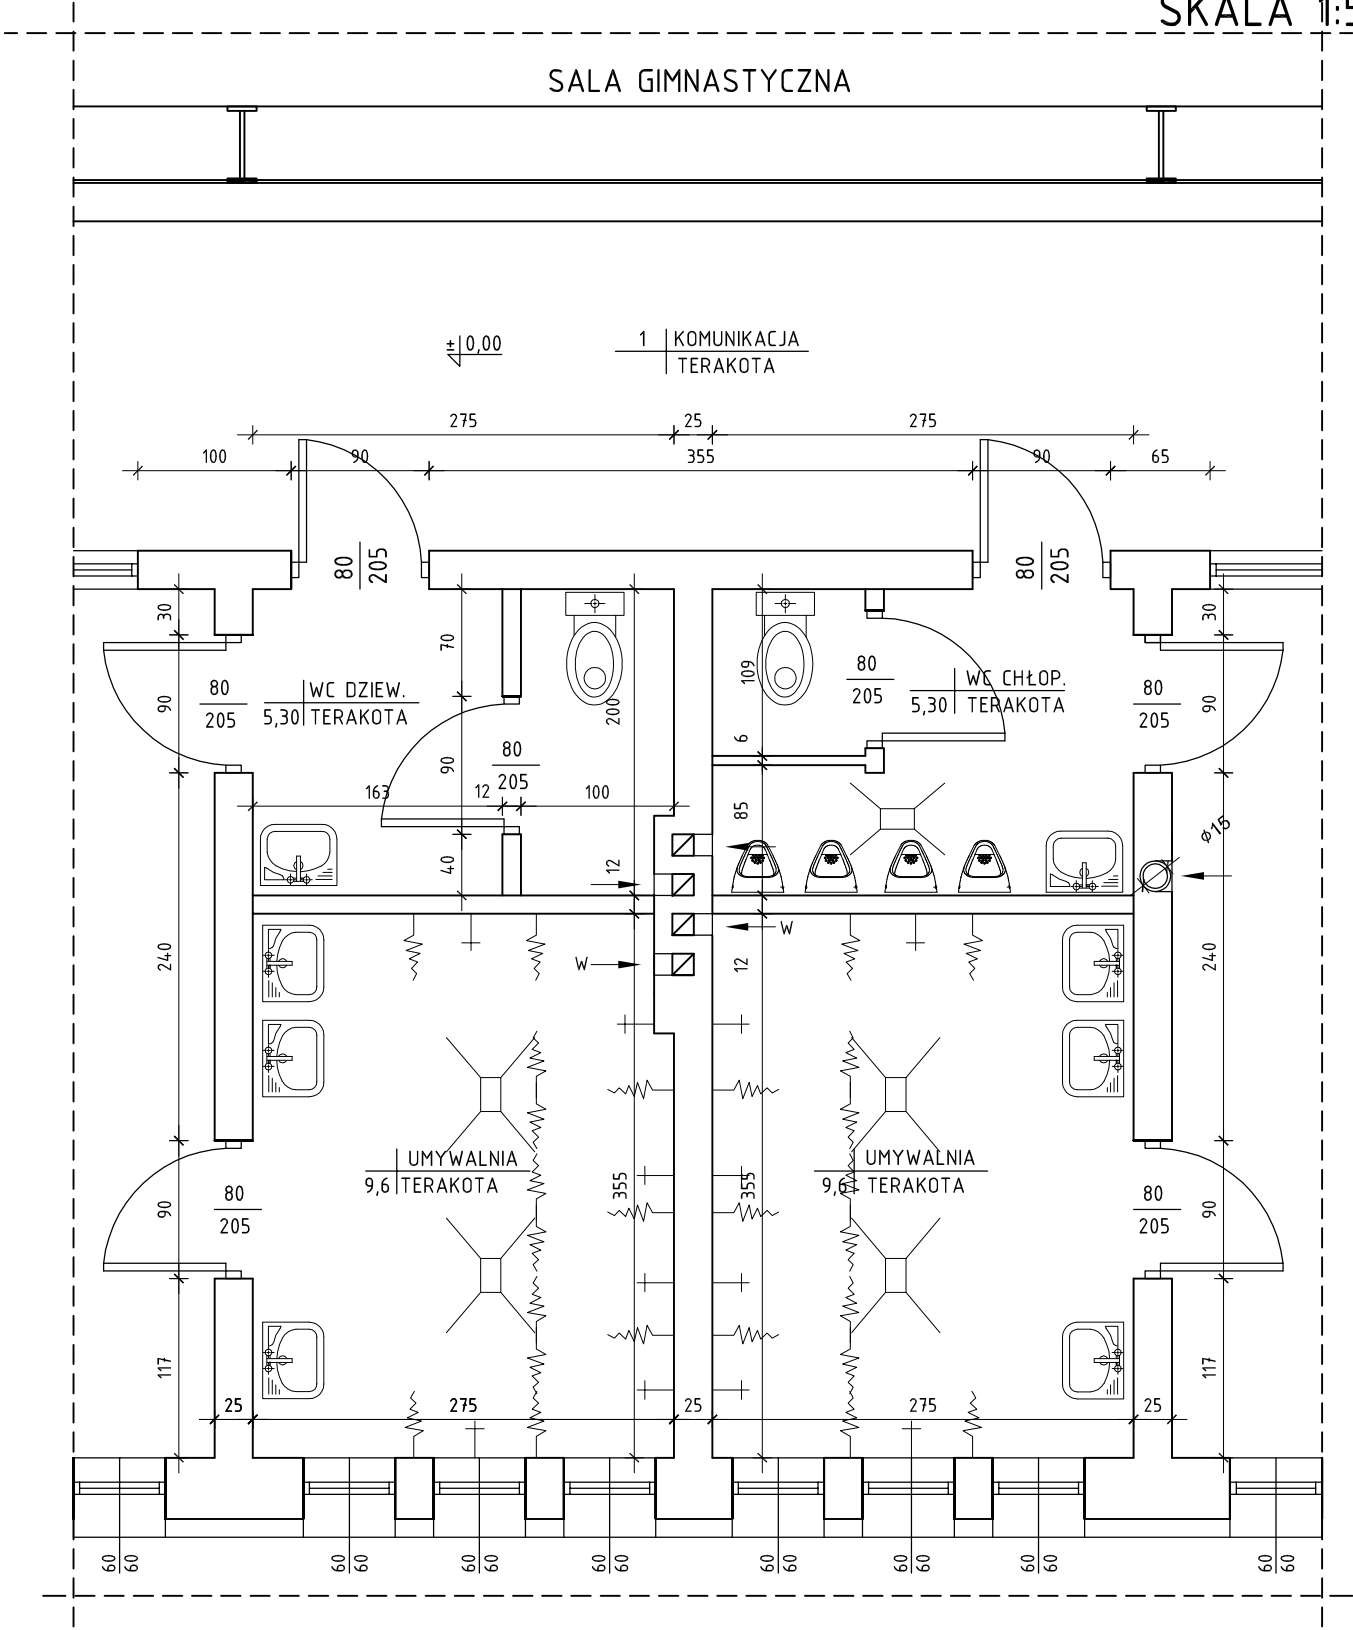 SKALA 1:5
SALA GIMNASTYCZNA
±0,00
1 KOMUNIKACJA
TERAKOTA
275 25 275
100 90 355 90 65
80
205
80
205
30
70
109
30
90
80
205
WC DZIEW.
5,30 TERAKOTA
200
80
205
WC CHŁOP.
5,30 TERAKOTA
80
205
90
6
90
80
205
163 12 100
85
ø15
40
12
240
W
W
12
240
UMYWALNIA
9,6 TERAKOTA
355
355
UMYWALNIA
9,6 TERAKOTA
90
80
205
80
205
90
117
117
25 275 25 275 25
60 60
60 60
60 60
60 60
60 60
60 60
60 60
60 60